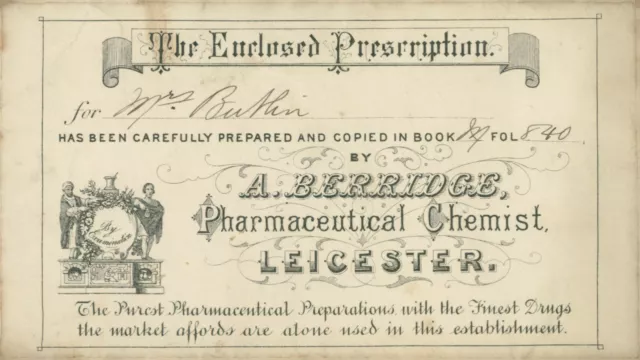 The Enclosed Prescription.
for Mrs Butlin
HAS BEEN CAREFULLY PREPARED AND COPIED IN BOOK M FOL 840
BY
A. BERRIDGE,
Pharmaceutical Chemist,
LEICESTER.
By Examination
The Purest Pharmaceutical Preparations with the Finest Drugs
the market affords are alone used in this establishment.